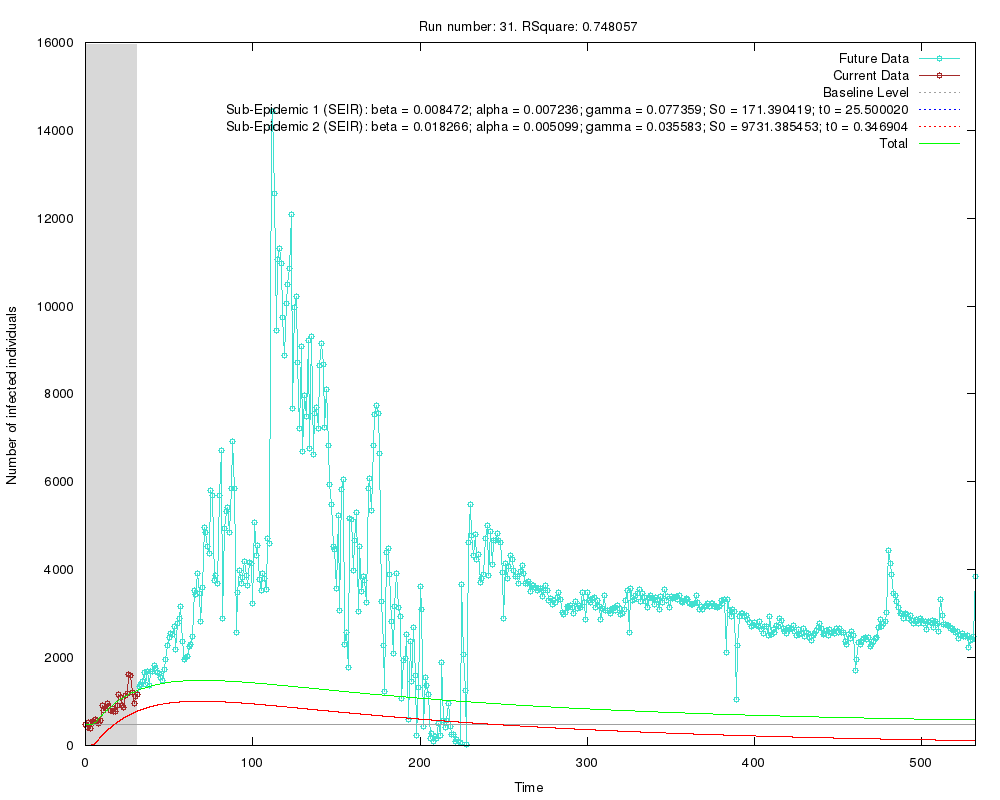 Run number: 31. RSquare: 0.748057
16000
14000
12000
10000
8000
6000
4000
2000
0
Number of infected individuals
Future Data
Current Data
Baseline Level
Sub-Epidemic 1 (SEIR): beta = 0.008472; alpha = 0.007236; gamma = 0.077359; S0 = 171.390419; t0 = 25.500020
Sub-Epidemic 2 (SEIR): beta = 0.018266; alpha = 0.005099; gamma = 0.035583; S0 = 9731.385453; t0 = 0.346904
Total
0 100 200 300 400 500
Time